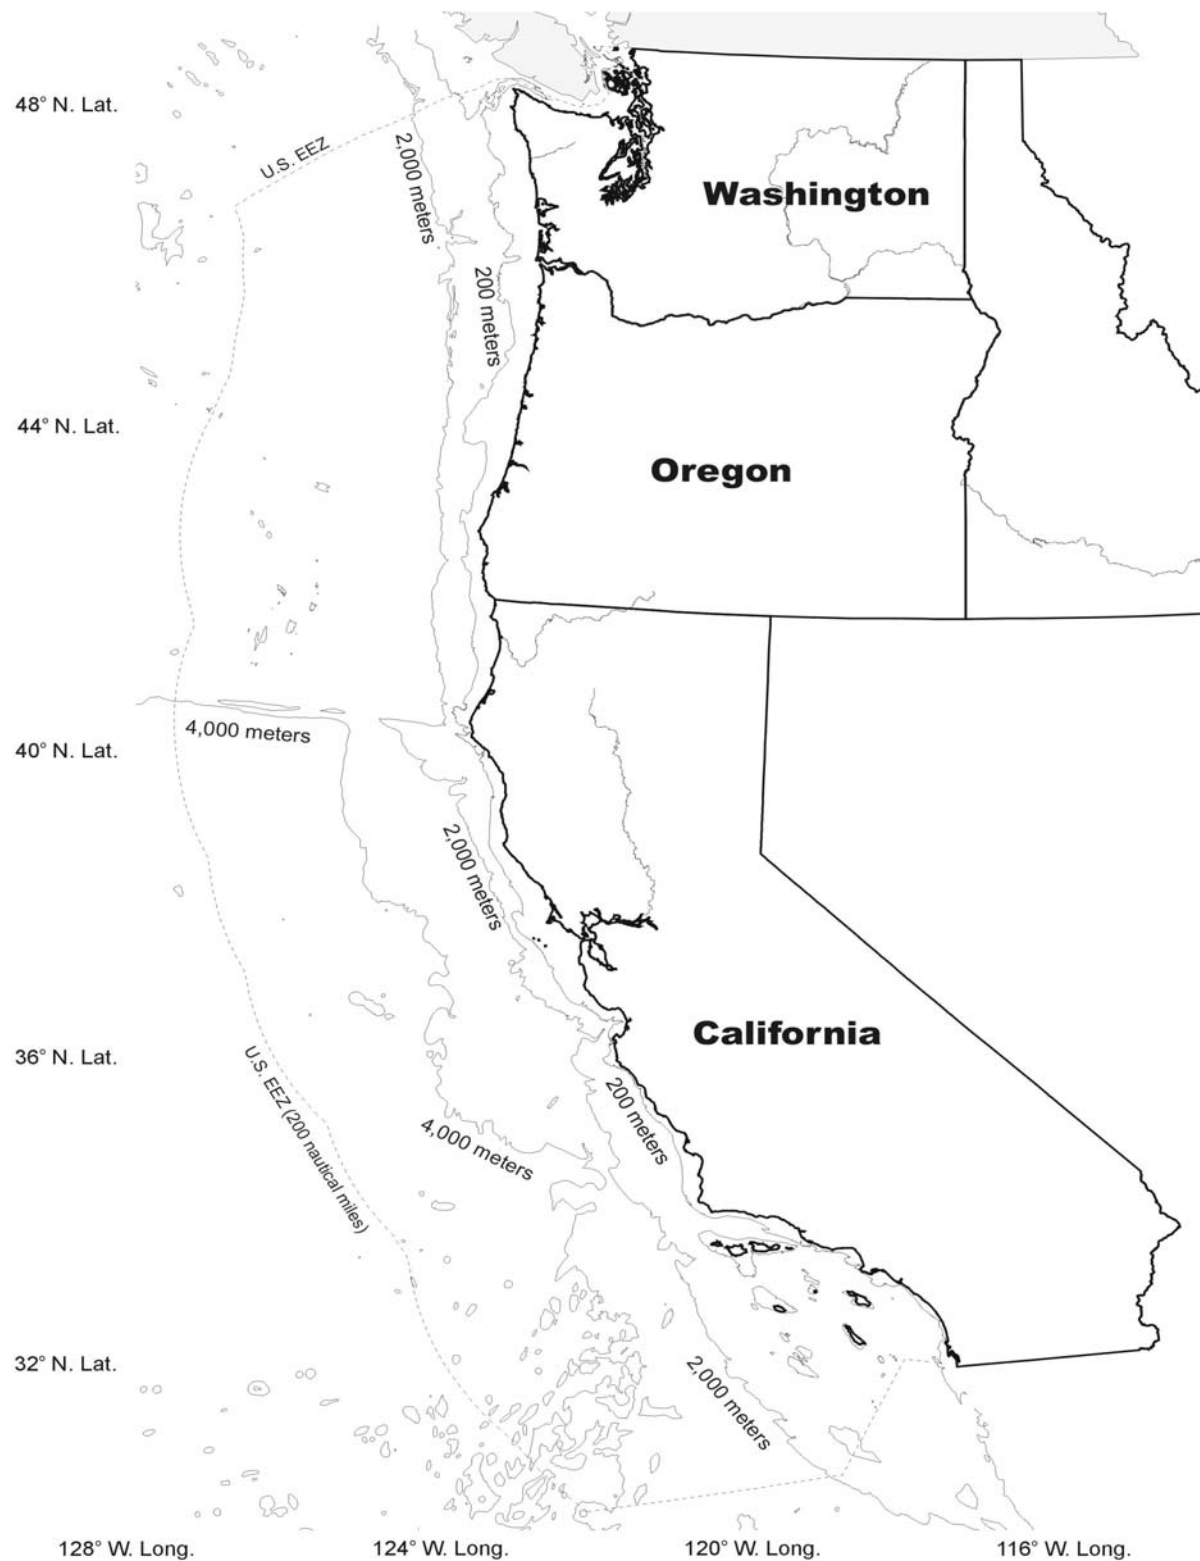 48° N. Lat.
U.S. EEZ
2,000 meters
Washington
200 meters
44° N. Lat.
Oregon
4,000 meters
40° N. Lat.
2,000 meters
California
36° N. Lat.
U.S. EEZ (200 nautical miles)
200 meters
4,000 meters
32° N. Lat.
2,000 meters
128° W. Long.
124° W. Long.
120° W. Long.
116° W. Long.